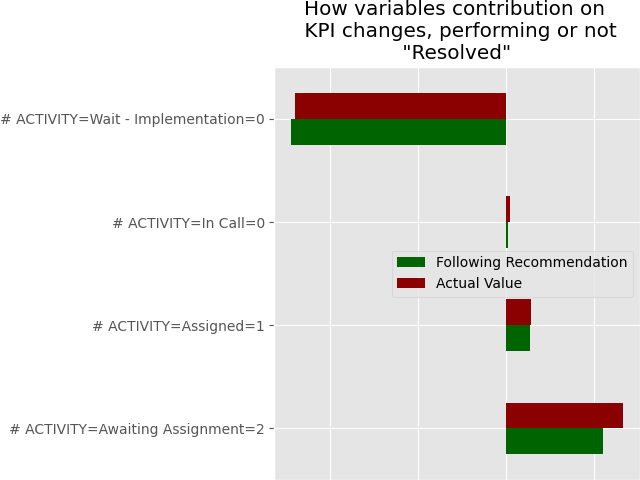 How variables contribution on
KPI changes, performing or not
"Resolved"
# ACTIVITY=Wait - Implementation=0
# ACTIVITY=In Call=0
Following Recommendation
Actual Value
# ACTIVITY=Assigned=1
# ACTIVITY=Awaiting Assignment=2